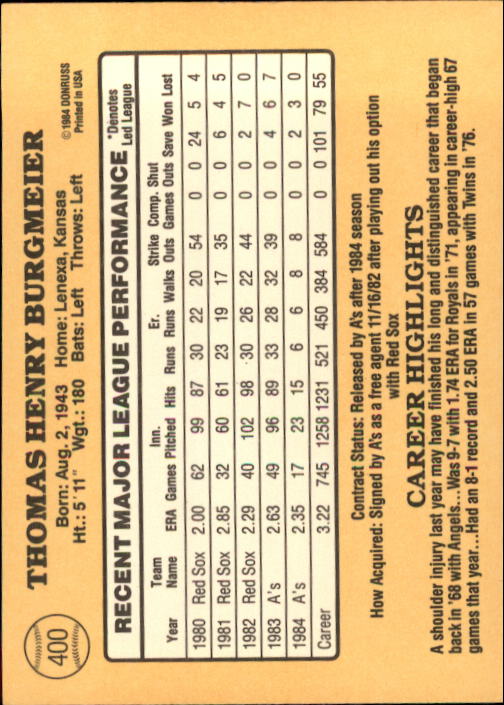 400
THOMAS HENRY BURGMEIER
Born: Aug. 2, 1943 Home: Lenexa, Kansas
Ht.: 5'11" Wgt.: 180 Bats: Left Throws: Left
©1984 DONRUSS
Printed in USA
RECENT MAJOR LEAGUE PERFORMANCE *Denotes
Led League
Team Inn. Er. Strike Comp. Shut
Year Name ERA Games Pitched Hits Runs Runs Walks Outs Games Outs Save Won Lost
1980 Red Sox 2.00 62 99 87 30 22 20 54 0 0 24 5 4
1981 Red Sox 2.85 32 60 61 23 19 17 35 0 0 6 4 5
1982 Red Sox 2.29 40 102 98 30 26 22 44 0 0 2 7 0
1983 A's 2.63 49 96 89 33 28 32 39 0 0 4 6 7
1984 A's 2.35 17 23 15 6 6 8 8 0 0 2 3 0
Career 3.22 745 1258 1231 521 450 384 584 0 0 101 79 55
Contract Status: Released by A's after 1984 season
How Acquired: Signed by A's as a free agent 11/16/82 after playing out his option
with Red Sox
CAREER HIGHLIGHTS
A shoulder injury last year may have finished his long and distinguished career that began
back in '68 with Angels...Was 9-7 with 1.74 ERA for Royals in '71, appearing in career-high 67
games that year...Had an 8-1 record and 2.50 ERA in 57 games with Twins in '76.